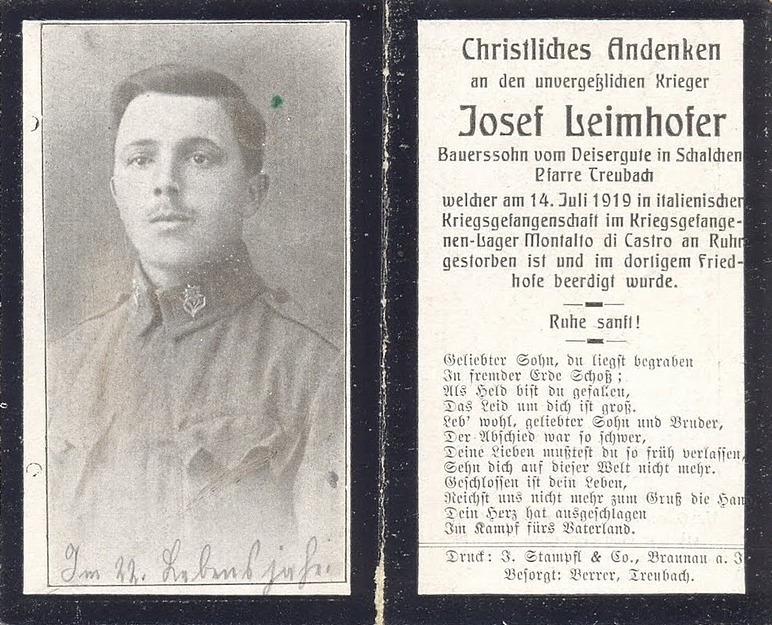 Im 22. Lebensjahre
Christliches Andenken
an den unvergeßlichen Krieger
Josef Leimhofer
Bauerssohn vom Deisergute in Schalchen
Pfarre Treubach
welcher am 14. Juli 1919 in italienischer
Kriegsgefangenschaft im Kriegsgefange-
nen-Lager Montalto di Castro an Ruhr
gestorben ist und im dortigem Fried-
hofe beerdigt wurde.
Ruhe sanft!
Geliebter Sohn, du liegst begraben
In fremder Erde Schoß;
Als Held bist du gefallen,
Das Leid um dich ist groß.
Leb' wohl, geliebter Sohn und Bruder,
Der Abschied war so schwer,
Deine Lieben mußtest du so früh verlassen,
Sehn dich auf dieser Welt nicht mehr.
Geschlossen ist dein Leben,
Reichst uns nicht mehr zum Gruß die Han
Dein Herz hat ausgeschlagen
Im Kampf fürs Vaterland.
Druck: J. Stampfl & Co., Braunau a. J
Besorgt: Berrer, Treubach.